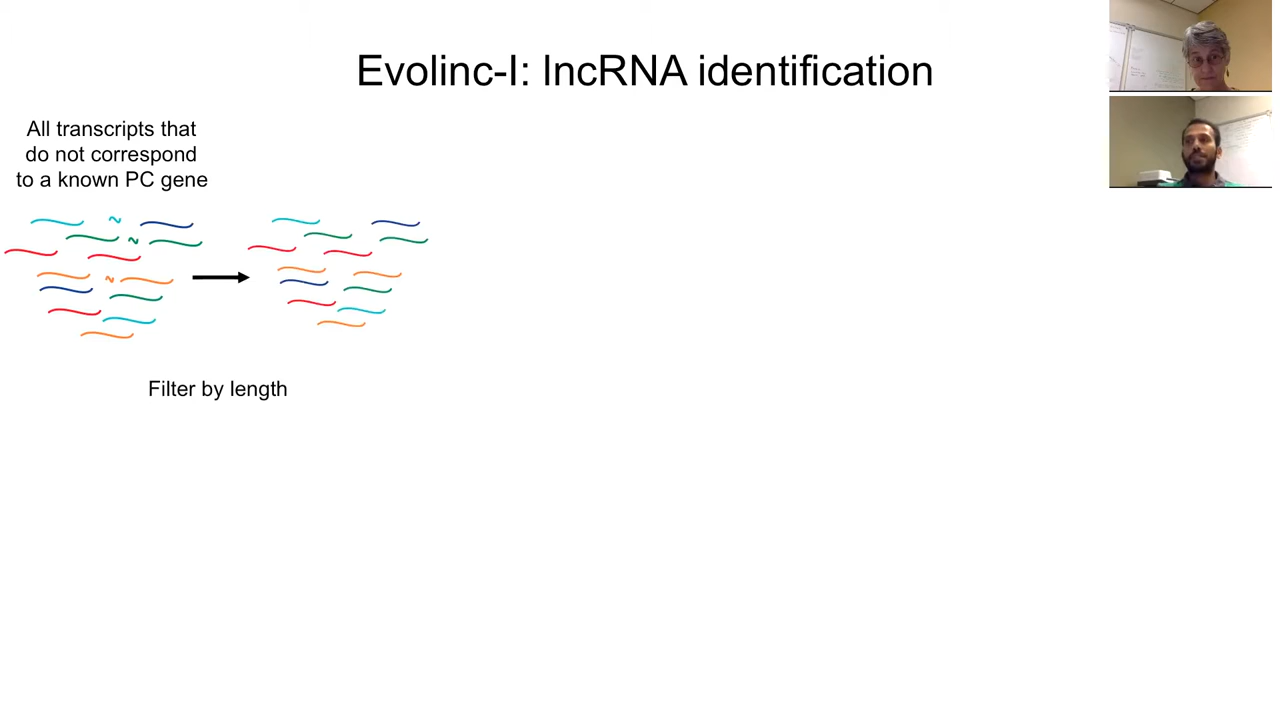 Evolinc-I: lncRNA identification
All transcripts that
do not correspond
to a known PC gene
Filter by length